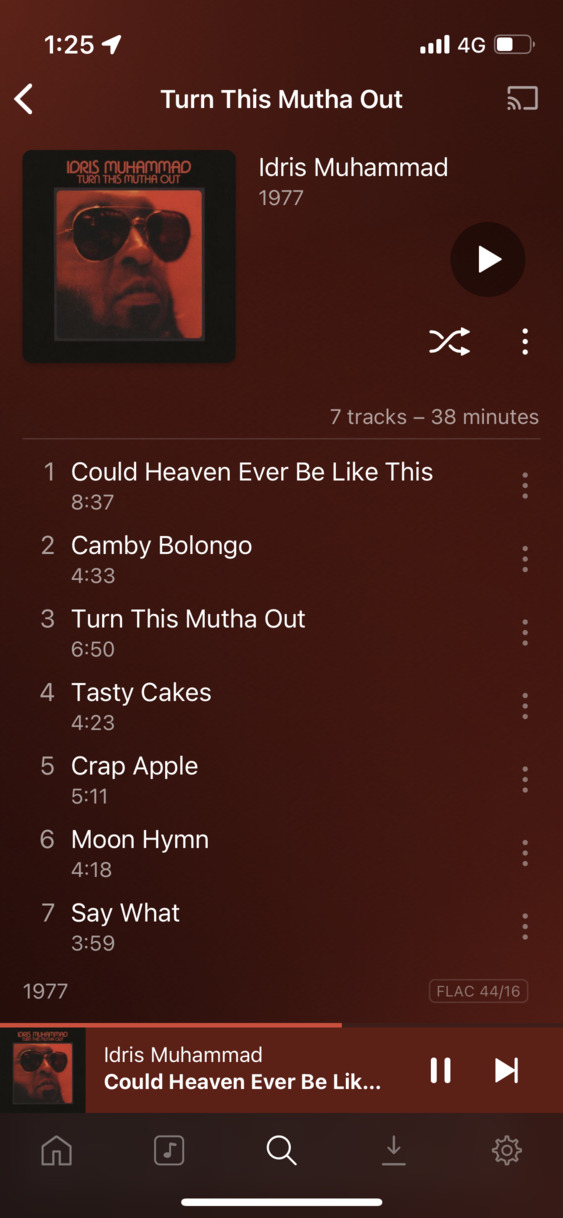 1:25
4G
Turn This Mutha Out
IDRIS MUHAMMAD
TURN THIS MUTHA OUT
Idris Muhammad
1977
7 tracks – 38 minutes
1 Could Heaven Ever Be Like This
8:37
2 Camby Bolongo
4:33
3 Turn This Mutha Out
6:50
4 Tasty Cakes
4:23
5 Crap Apple
5:11
6 Moon Hymn
4:18
7 Say What
3:59
1977
FLAC 44/16
IDRIS MUHAMMAD
TURN THIS MUTHA OUT
Idris Muhammad
Could Heaven Ever Be Lik...